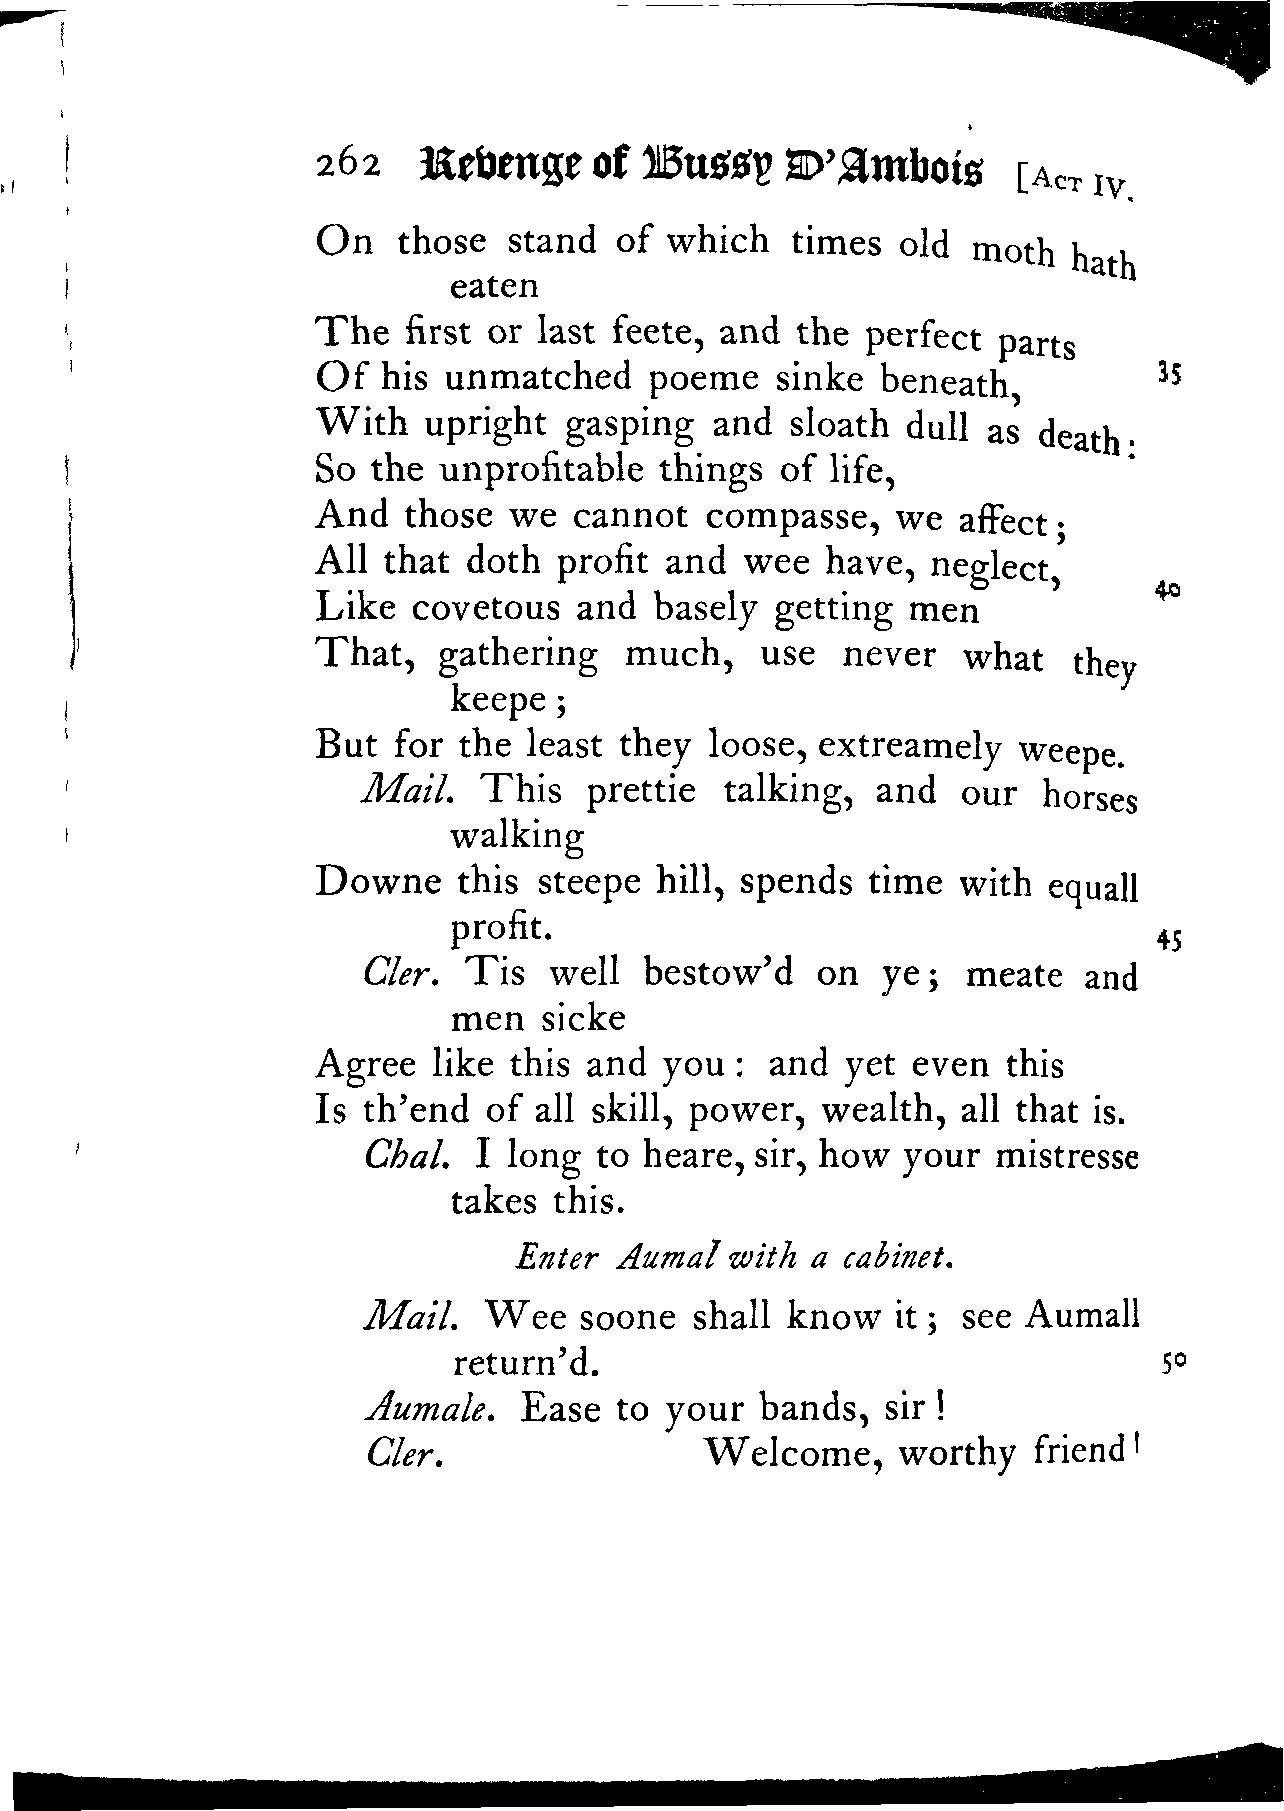 262 Revenge of Bussy D'Ambois [ACT IV.
On those stand of which times old moth hath
eaten
The first or last feete, and the perfect parts
Of his unmatched poeme sinke beneath, 35
With upright gasping and sloath dull as death:
So the unprofitable things of life,
And those we cannot compasse, we affect;
All that doth profit and wee have, neglect,
Like covetous and basely getting men 40
That, gathering much, use never what they
keepe;
But for the least they loose, extreamely weepe.
Mail. This prettie talking, and our horses
walking
Downe this steepe hill, spends time with equall
profit. 45
Cler. Tis well bestow'd on ye; meate and
men sicke
Agree like this and you: and yet even this
Is th'end of all skill, power, wealth, all that is.
Chal. I long to heare, sir, how your mistresse
takes this.
Enter Aumal with a cabinet.
Mail. Wee soone shall know it; see Aumall
return'd. 50
Aumale. Ease to your bands, sir!
Cler. Welcome, worthy friend!